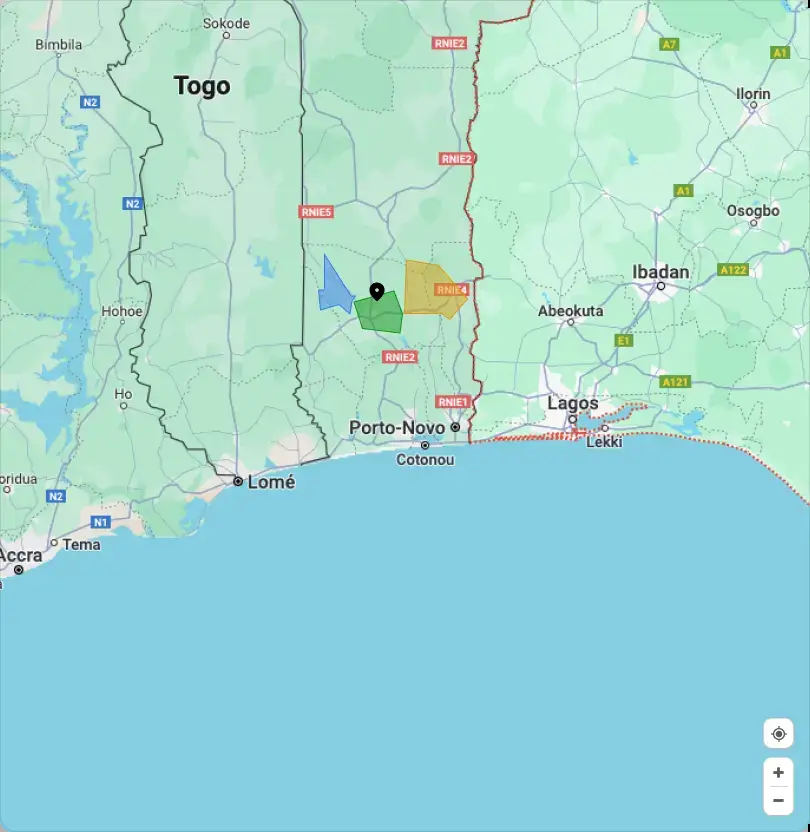 Sokode
Bimbila
RNIE2
A7
A1
Togo
Ilorin
N2
RNIE2
A1
N2
RNIE5
Osogbo
Ibadan
A122
RNIE4
Hohoe
Abeokuta
E1
RNIE2
A121
Ho
RNIE1
Lagos
Porto-Novo
Lekki
Cotonou
oridua
Lomé
N2
N1
Tema
Accra
+
−